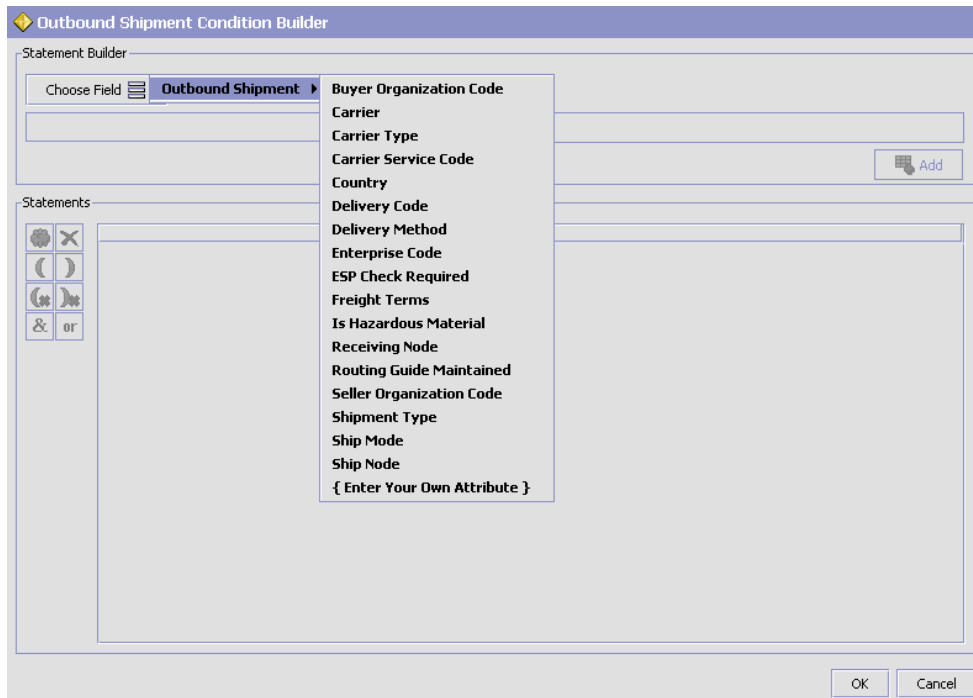 Outbound Shipment Condition Builder
Statement Builder
Choose Field
Outbound Shipment
Buyer Organization Code
Carrier
Carrier Type
Carrier Service Code
Country
Delivery Code
Delivery Method
Enterprise Code
ESP Check Required
Freight Terms
Is Hazardous Material
Receiving Node
Routing Guide Maintained
Seller Organization Code
Shipment Type
Ship Mode
Ship Node
{ Enter Your Own Attribute }
Add
Statements
( )
( )
& or
OK Cancel